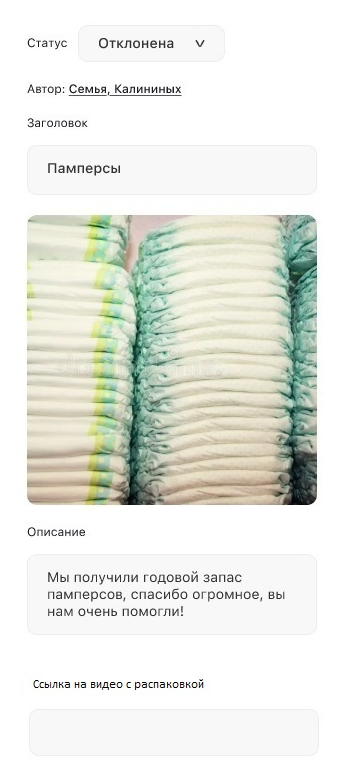 Статус
Отклонена
Автор: Семья, Калининых
Заголовок
Памперсы
Описание
Мы получили годовой запас
памперсов, спасибо огромное, вы
нам очень помогли!
Ссылка на видео с распаковкой